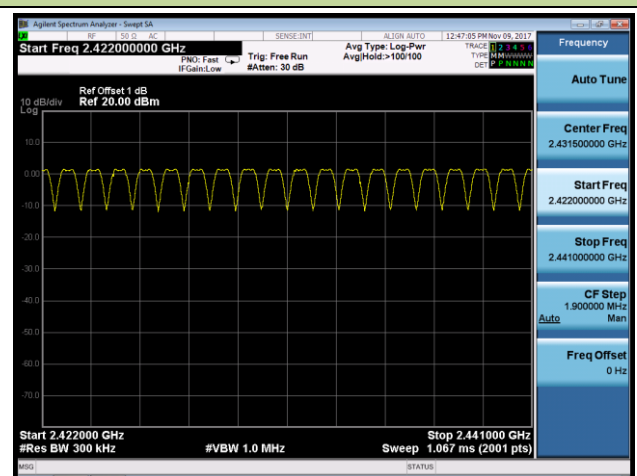 Agilent Spectrum Analyzer - Swept SA
RF 50 Ω AC SENSE:INT ALIGN AUTO 12:47:05 PM Nov 09, 2017
Start Freq 2.422000000 GHz
PNO: Fast
IFGain:Low
Trig: Free Run
#Atten: 30 dB
Avg Type: Log-Pwr
Avg|Hold:>100/100
TRACE 1 2 3 4 5 6
TYPE MMWWWW
DET P P N N N N
Frequency
Auto Tune
Center Freq
2.431500000 GHz
Start Freq
2.422000000 GHz
Stop Freq
2.441000000 GHz
CF Step
1.900000 MHz
Auto Man
Freq Offset
0 Hz
Ref Offset 1 dB
10 dB/div Ref 20.00 dBm
Log
10.0
0.00
-10.0
-20.0
-30.0
-40.0
-50.0
-60.0
-70.0
Start 2.422000 GHz Stop 2.441000 GHz
#Res BW 300 kHz #VBW 1.0 MHz Sweep 1.067 ms (2001 pts)
MSG STATUS